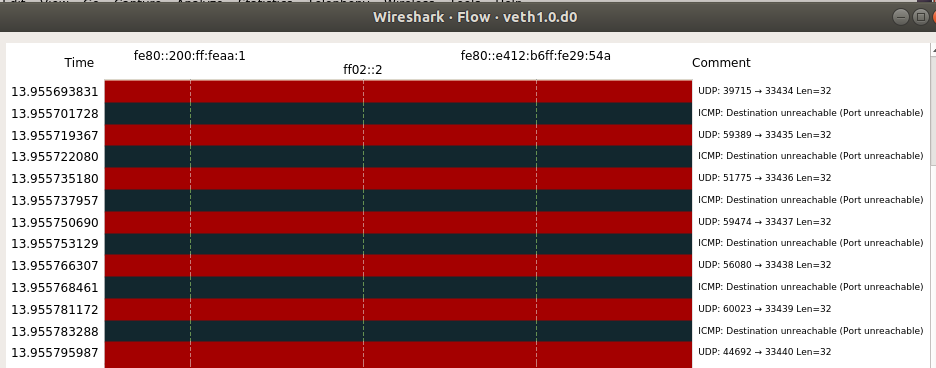 Wireshark · Flow · veth1.0.d0
fe80::200:ff:feaa:1 fe80::e412:b6ff:fe29:54a
Time ff02::2 Comment
13.955693831 UDP: 39715 → 33434 Len=32
13.955701728 ICMP: Destination unreachable (Port unreachable)
13.955719367 UDP: 59389 → 33435 Len=32
13.955722080 ICMP: Destination unreachable (Port unreachable)
13.955735180 UDP: 51775 → 33436 Len=32
13.955737957 ICMP: Destination unreachable (Port unreachable)
13.955750690 UDP: 59474 → 33437 Len=32
13.955753129 ICMP: Destination unreachable (Port unreachable)
13.955766307 UDP: 56080 → 33438 Len=32
13.955768461 ICMP: Destination unreachable (Port unreachable)
13.955781172 UDP: 60023 → 33439 Len=32
13.955783288 ICMP: Destination unreachable (Port unreachable)
13.955795987 UDP: 44692 → 33440 Len=32